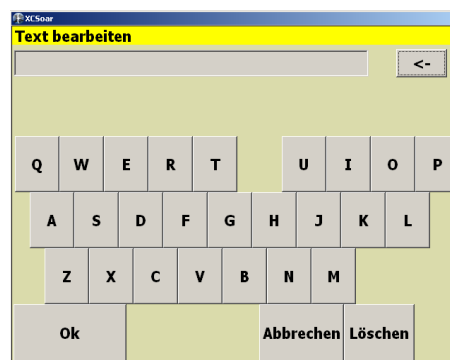 XCSoar
Text bearbeiten
<-
Q W E R T U I O P
A S D F G H J K L
Z X C V B N M
Ok Abbrechen Löschen